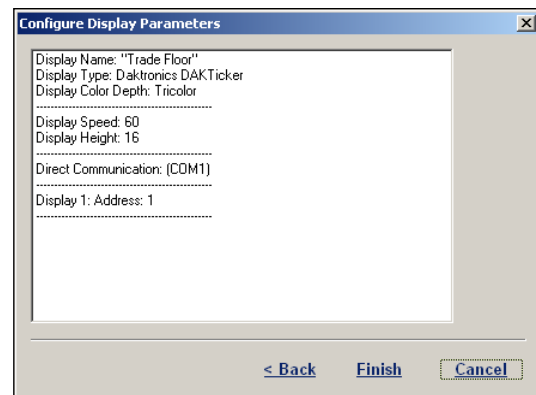 Configure Display Parameters
Display Name: "Trade Floor"
Display Type: Daktronics DAKTicker
Display Color Depth: Tricolor
--------------------------------------------
Display Speed: 60
Display Height: 16
--------------------------------------------
Direct Communication: (COM1)
--------------------------------------------
Display 1: Address: 1
--------------------------------------------
< Back Finish Cancel